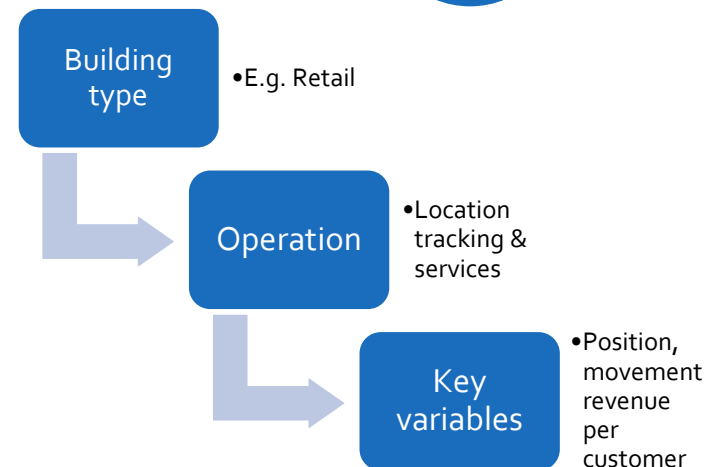 Building
type
•E.g. Retail
Operation
•Location
tracking &
services
Key
variables
•Position,
movement
revenue
per
customer